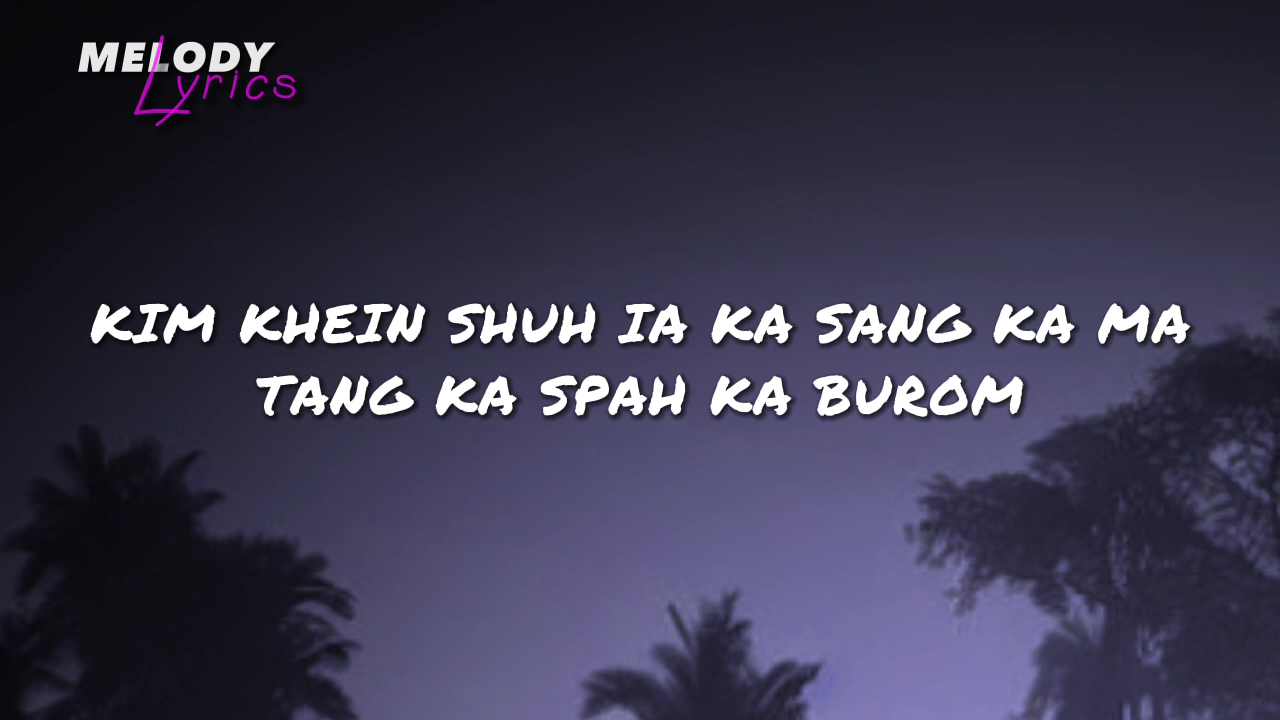 MELODY
Lyrics
KIM KHEIN SHUH IA KA SANG KA MA
TANG KA SPAH KA BUROM